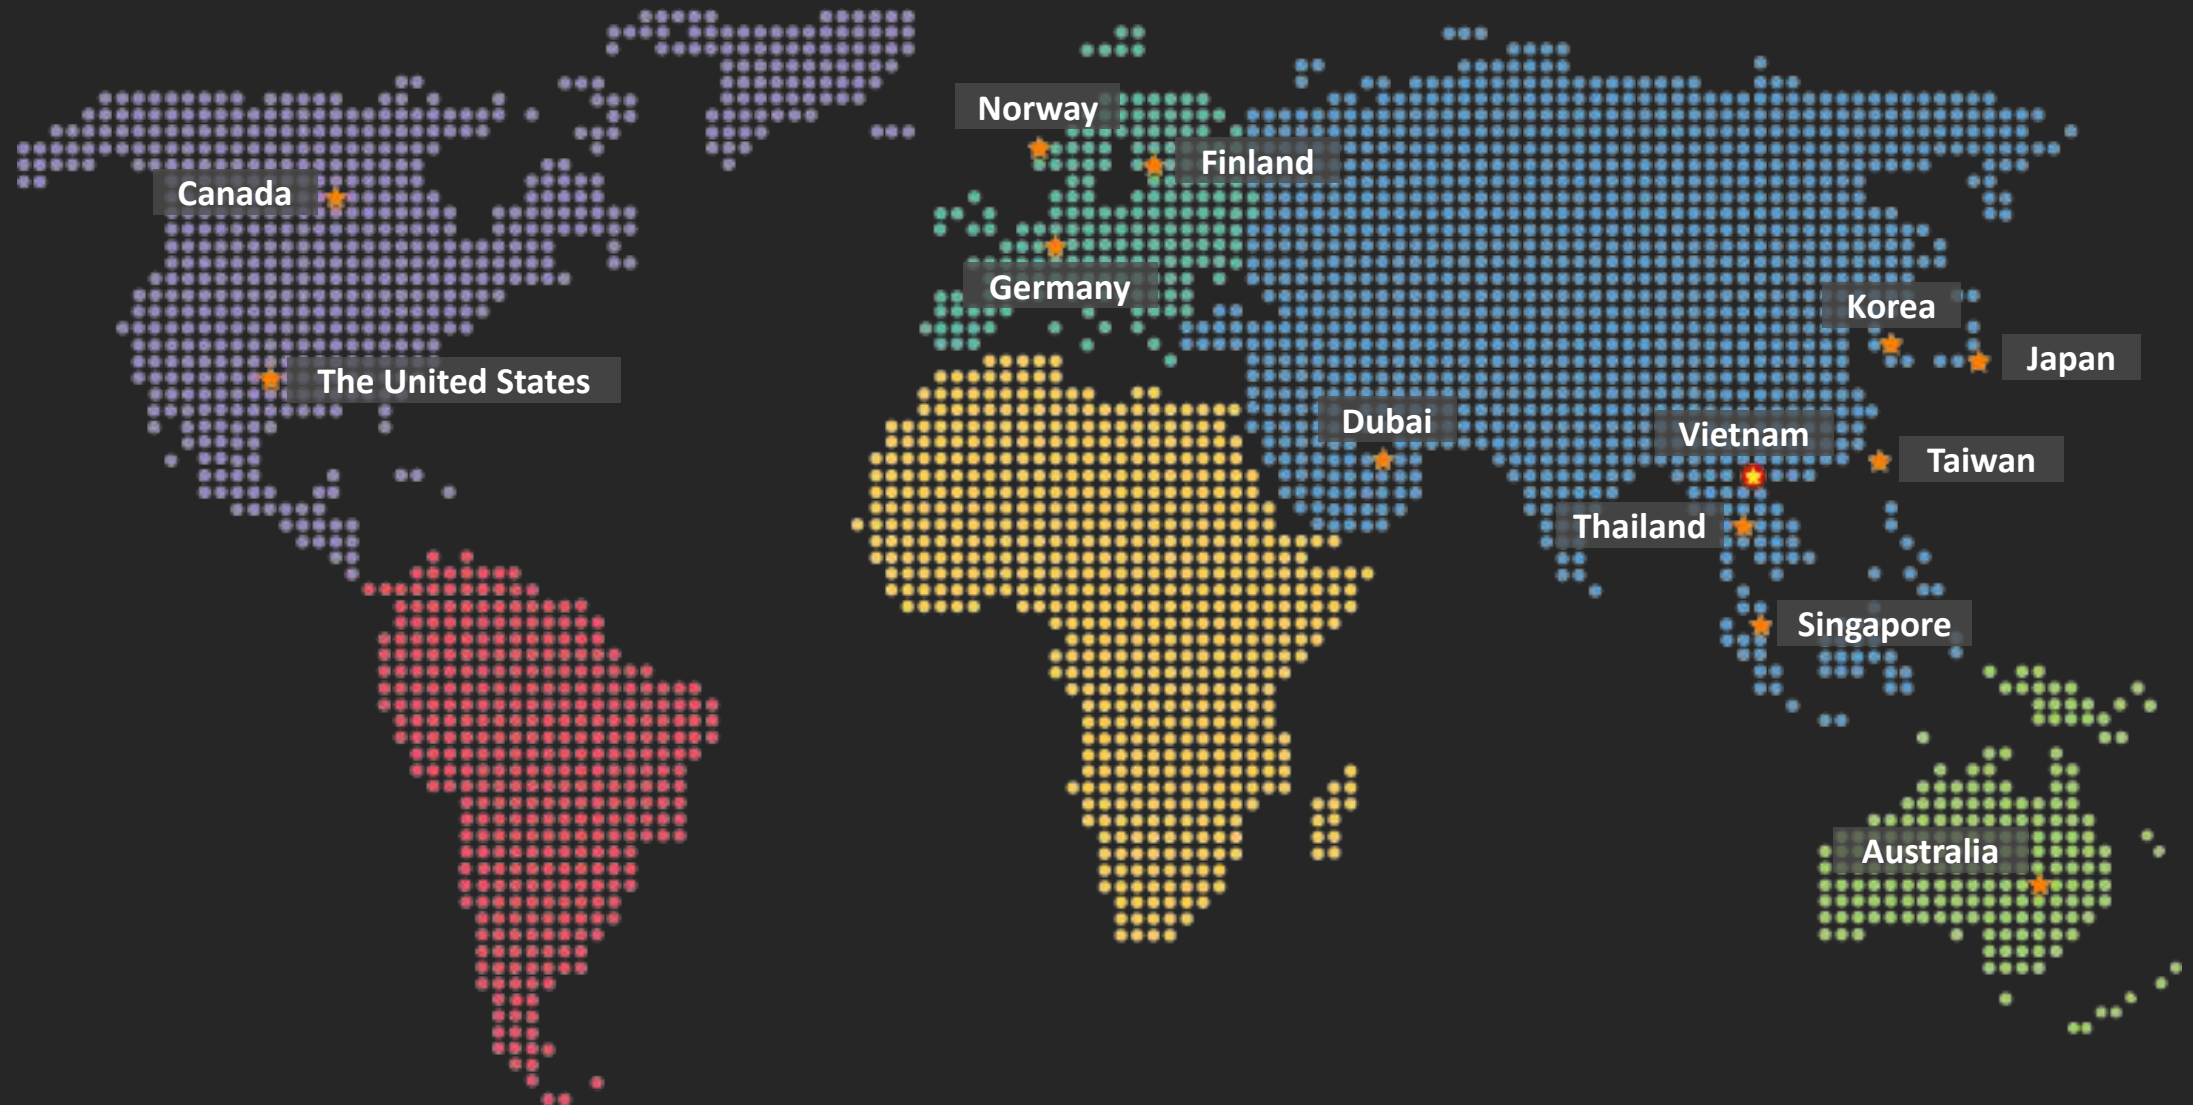 Norway
Finland
Canada
Germany
Korea
Japan
The United States
Dubai
Vietnam
Taiwan
Thailand
Singapore
Australia